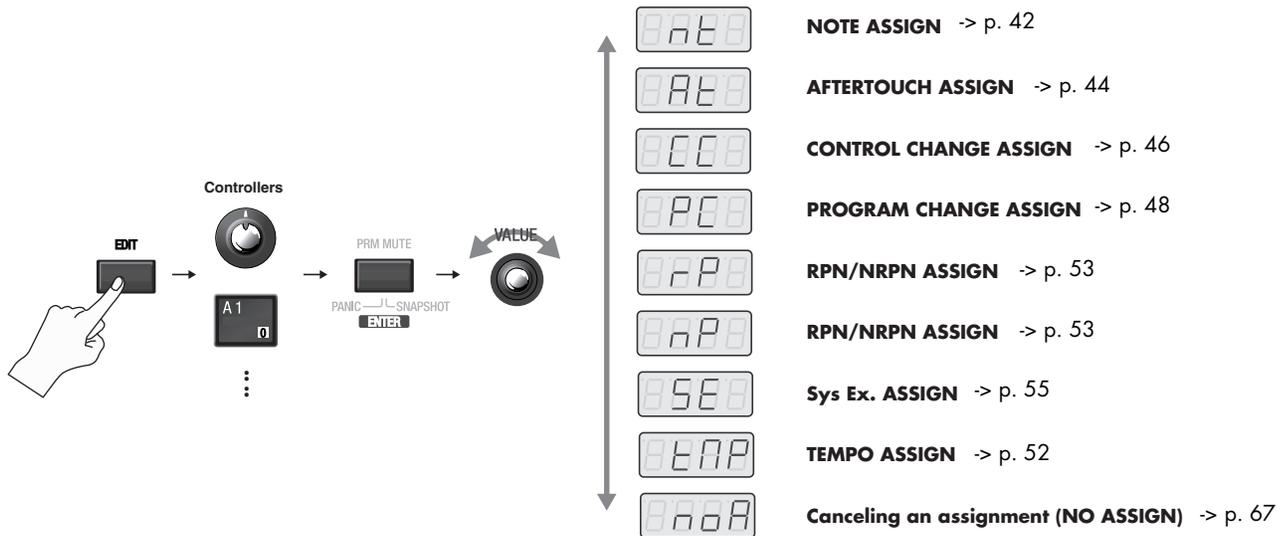 Controllers
EDIT
A1
0
PRM MUTE
PANIC SNAPSHOT
ENTER
VALUE
nt NOTE ASSIGN -> p. 42
At AFTERTOUCH ASSIGN -> p. 44
CC CONTROL CHANGE ASSIGN -> p. 46
PC PROGRAM CHANGE ASSIGN -> p. 48
rP RPN/NRPN ASSIGN -> p. 53
nP RPN/NRPN ASSIGN -> p. 53
SE Sys Ex. ASSIGN -> p. 55
tMP TEMPO ASSIGN -> p. 52
noA Canceling an assignment (NO ASSIGN) -> p. 67